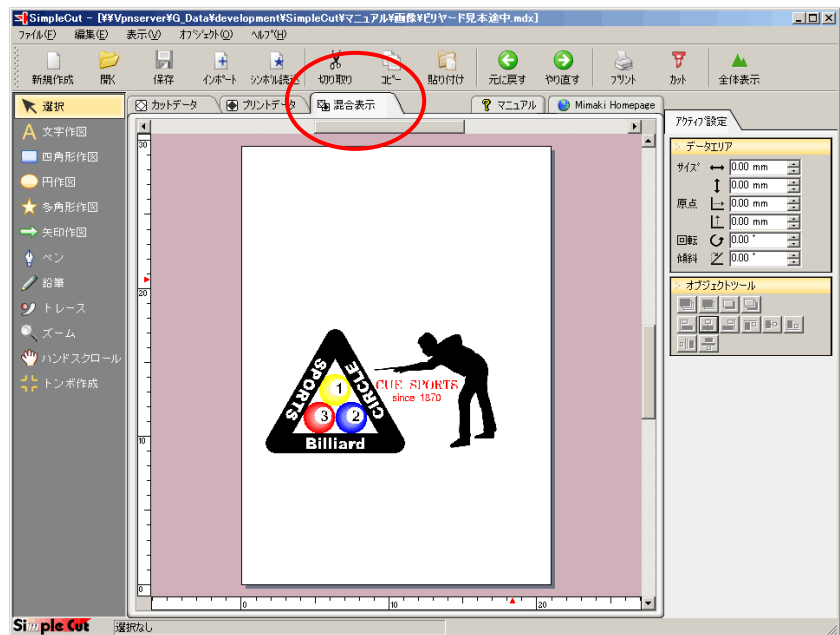 SimpleCut - [¥¥Vpnserver¥G_Data¥development¥SimpleCut¥マニュアル¥画像¥ビリヤード見本途中.mdx]
ファイル(F) 編集(E) 表示(V) オブジェクト(O) ヘルプ(H)
新規作成 開く 保存 インポート シンボル読込 切り取り コピー 貼り付け 元に戻す やり直す プリント カット 全体表示
選択
文字作図
四角形作図
円作図
多角形作図
矢印作図
ペン
鉛筆
トレース
ズーム
ハンドスクロール
トンボ作成
カットデータ プリントデータ 混合表示 マニュアル Mimaki Homepage
30
20
10
0
0 10 20
SPORTS CIRCLE
1
3 2
Billiard
CUE SPORTS
since 1870
アクティブ設定
データエリア
サイズ 0.00 mm
0.00 mm
原点 0.00 mm
0.00 mm
回転 0.00 °
傾斜 0.00 °
オブジェクトツール
Simple Cut 選択なし